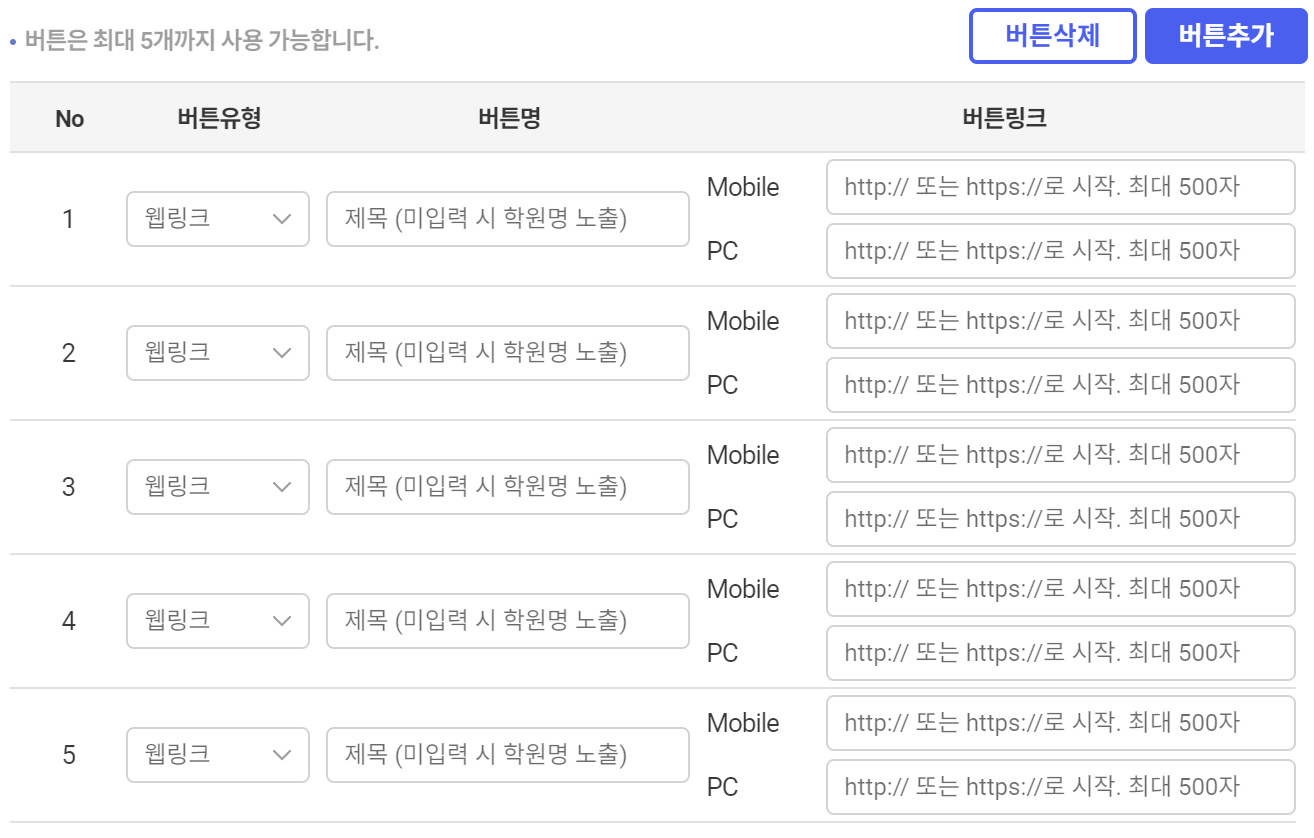 버튼은 최대 5개까지 사용 가능합니다.
버튼삭제 버튼추가
No 버튼유형 버튼명 버튼링크
Mobile http:// 또는 https://로 시작. 최대 500자
1 웹링크 제목 (미입력 시 학원명 노출)
PC http:// 또는 https://로 시작. 최대 500자
Mobile http:// 또는 https://로 시작. 최대 500자
2 웹링크 제목 (미입력 시 학원명 노출)
PC http:// 또는 https://로 시작. 최대 500자
Mobile http:// 또는 https://로 시작. 최대 500자
3 웹링크 제목 (미입력 시 학원명 노출)
PC http:// 또는 https://로 시작. 최대 500자
Mobile http:// 또는 https://로 시작. 최대 500자
4 웹링크 제목 (미입력 시 학원명 노출)
PC http:// 또는 https://로 시작. 최대 500자
Mobile http:// 또는 https://로 시작. 최대 500자
5 웹링크 제목 (미입력 시 학원명 노출)
PC http:// 또는 https://로 시작. 최대 500자